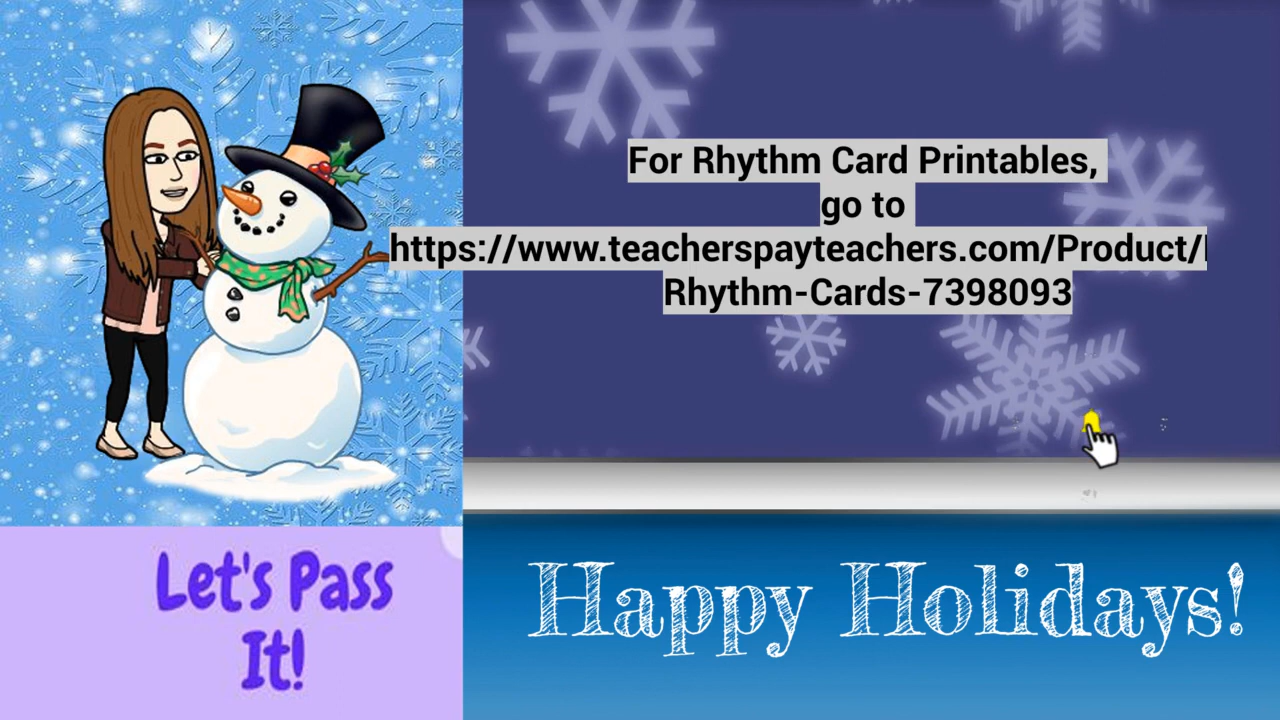 For Rhythm Card Printables,
go to
https://www.teacherspayteachers.com/Product/
Rhythm-Cards-7398093
Let's Pass
It!
Happy Holidays!